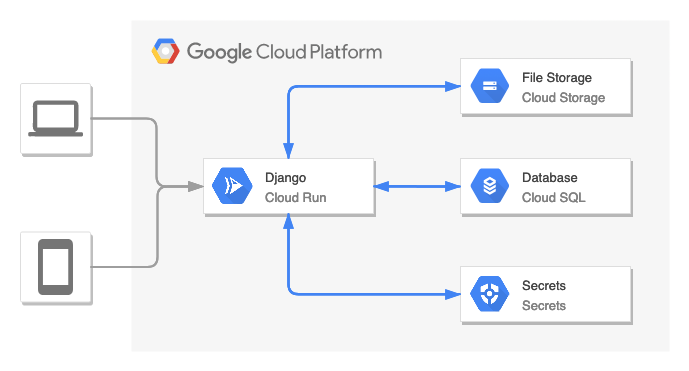 Google Cloud Platform
File Storage
Cloud Storage
Django
Cloud Run
Database
Cloud SQL
Secrets
Secrets